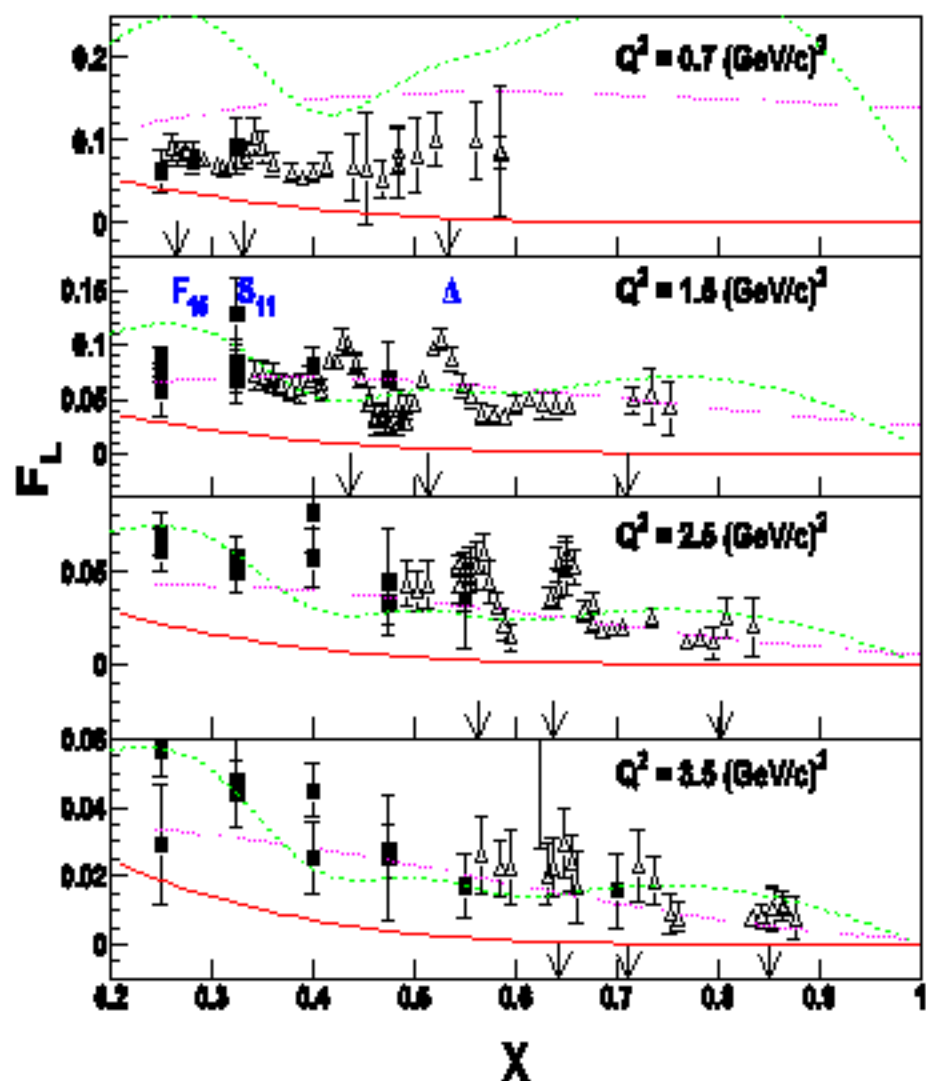 Q² = 0.7 (GeV/c)²
0.2
0.1
0
F₁₅ S₁₁ Δ
Q² = 1.5 (GeV/c)²
0.15
0.1
0.05
0
F_L
Q² = 2.5 (GeV/c)²
0.05
0
Q² = 3.5 (GeV/c)²
0.06
0.04
0.02
0
0.2 0.3 0.4 0.5 0.6 0.7 0.8 0.9 1
X